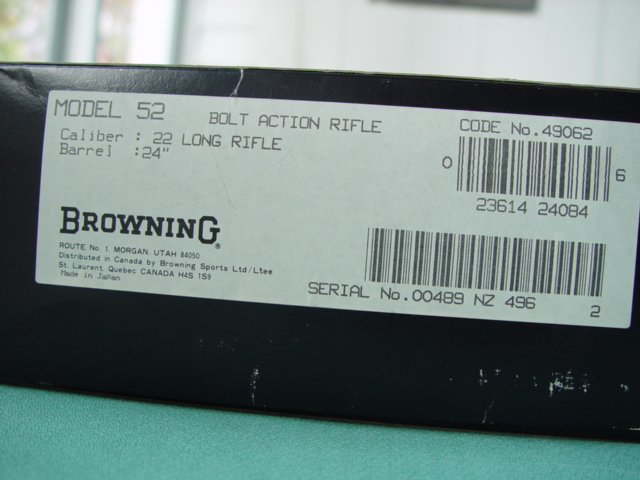 MODEL 52 BOLT ACTION RIFLE CODE No.49062
Caliber : 22 LONG RIFLE
Barrel :24"
0 6
23614 24084
BROWNING®
ROUTE No. 1. MORGAN. UTAH 84050
Distributed in Canada by Browning Sports Ltd/Ltee
St. Laurent. Quebec CANADA H4S 1S9
Made in Japan
SERIAL No.00489 NZ 496 2